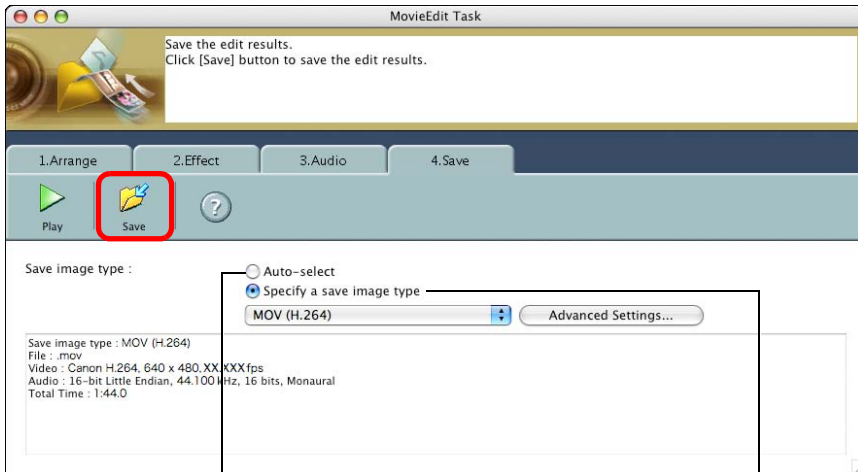 MovieEdit Task
Save the edit results.
Click [Save] button to save the edit results.
1.Arrange
2.Effect
3.Audio
4.Save
Play
Save
?
Save image type :
Auto-select
Specify a save image type
MOV (H.264)
Advanced Settings...
Save image type : MOV (H.264)
File : .mov
Video : Canon H.264, 640 x 480, XX.XXX fps
Audio : 16-bit Little Endian, 44.100 kHz, 16 bits, Monaural
Total Time : 1:44.0